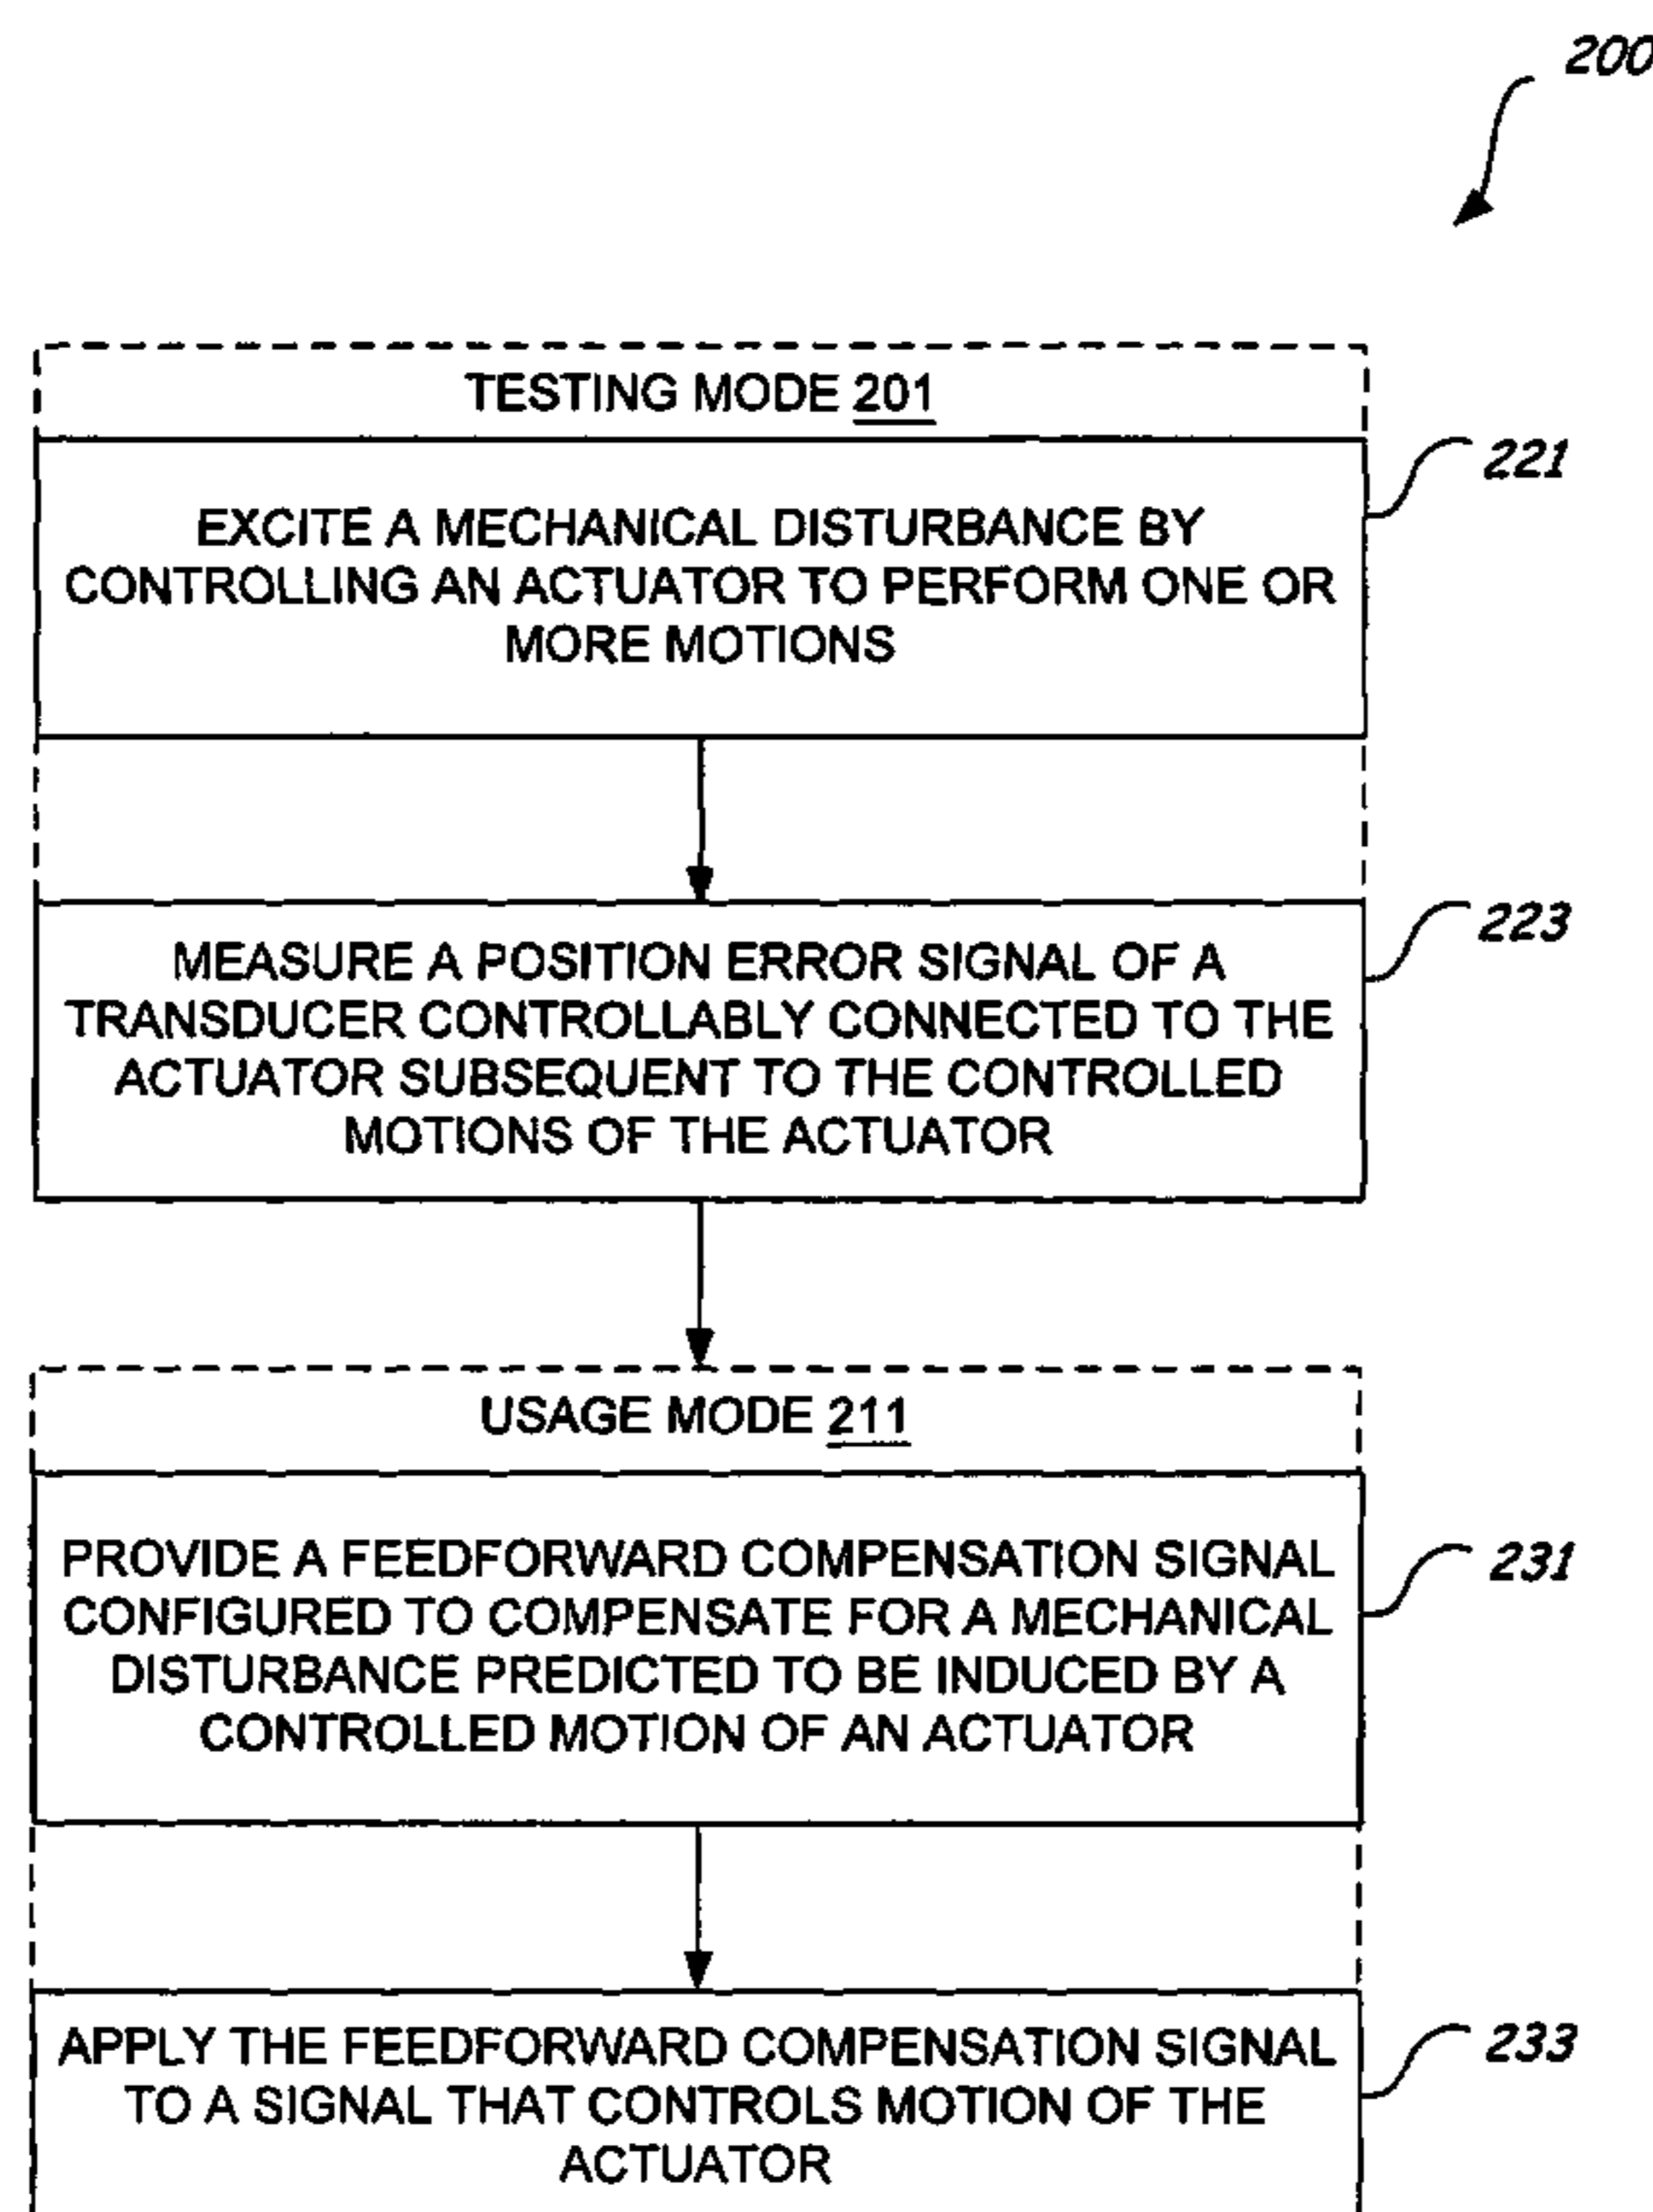 200
TESTING MODE 201
221
EXCITE A MECHANICAL DISTURBANCE BY
CONTROLLING AN ACTUATOR TO PERFORM ONE OR
MORE MOTIONS
223
MEASURE A POSITION ERROR SIGNAL OF A
TRANSDUCER CONTROLLABLY CONNECTED TO THE
ACTUATOR SUBSEQUENT TO THE CONTROLLED
MOTIONS OF THE ACTUATOR
USAGE MODE 211
231
PROVIDE A FEEDFORWARD COMPENSATION SIGNAL
CONFIGURED TO COMPENSATE FOR A MECHANICAL
DISTURBANCE PREDICTED TO BE INDUCED BY A
CONTROLLED MOTION OF AN ACTUATOR
233
APPLY THE FEEDFORWARD COMPENSATION SIGNAL
TO A SIGNAL THAT CONTROLS MOTION OF THE
ACTUATOR